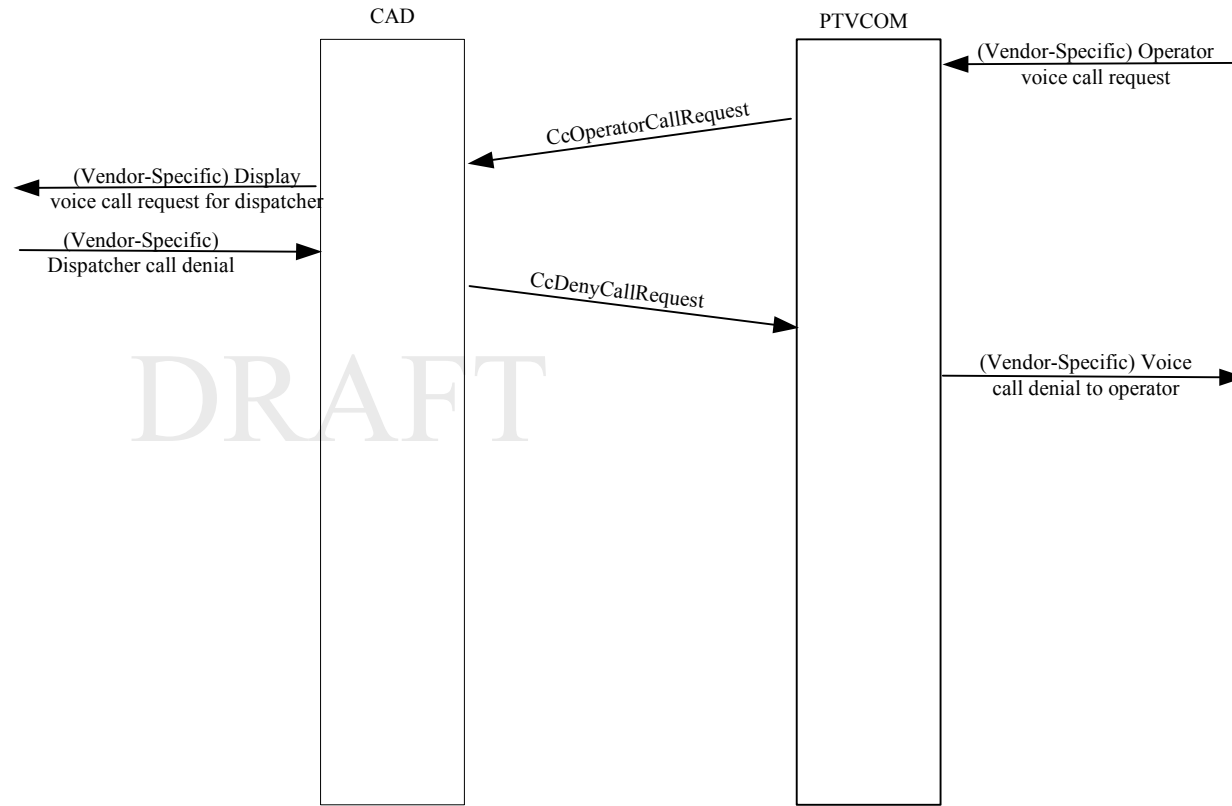 CAD
PTVCOM
(Vendor-Specific) Operator
voice call request
CcOperatorCallRequest
(Vendor-Specific) Display
voice call request for dispatcher
(Vendor-Specific)
Dispatcher call denial
CcDenyCallRequest
DRAFT
(Vendor-Specific) Voice
call denial to operator